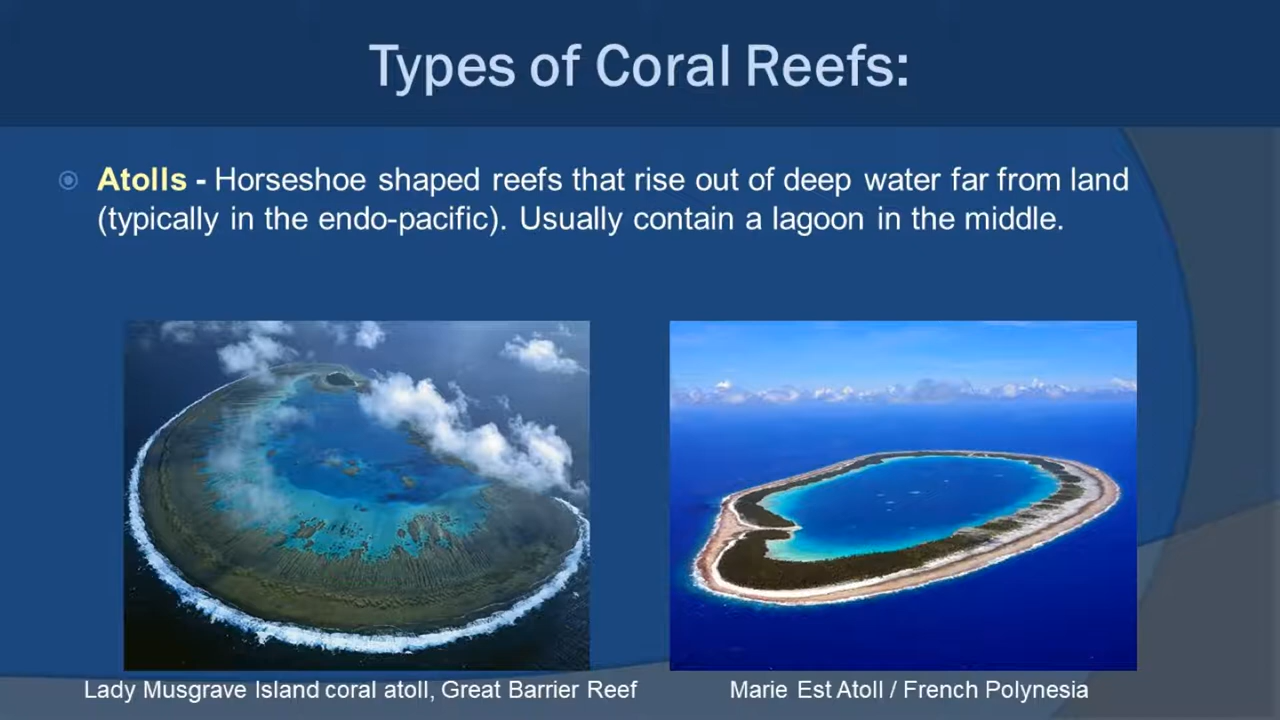 Types of Coral Reefs:
Atolls - Horseshoe shaped reefs that rise out of deep water far from land
(typically in the endo-pacific). Usually contain a lagoon in the middle.
Lady Musgrave Island coral atoll, Great Barrier Reef
Marie Est Atoll / French Polynesia